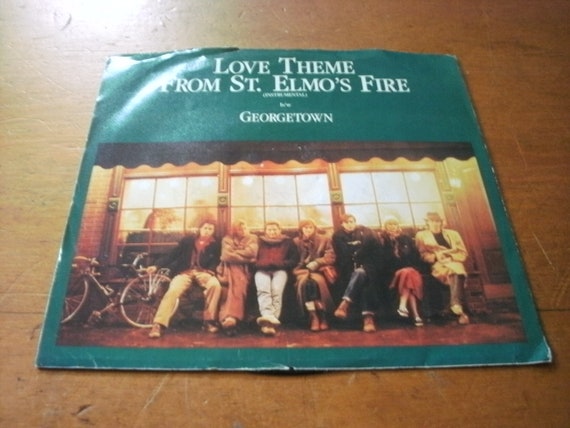 LOVE THEME
FROM ST. ELMO'S FIRE
(INSTRUMENTAL)
b/w
GEORGETOWN